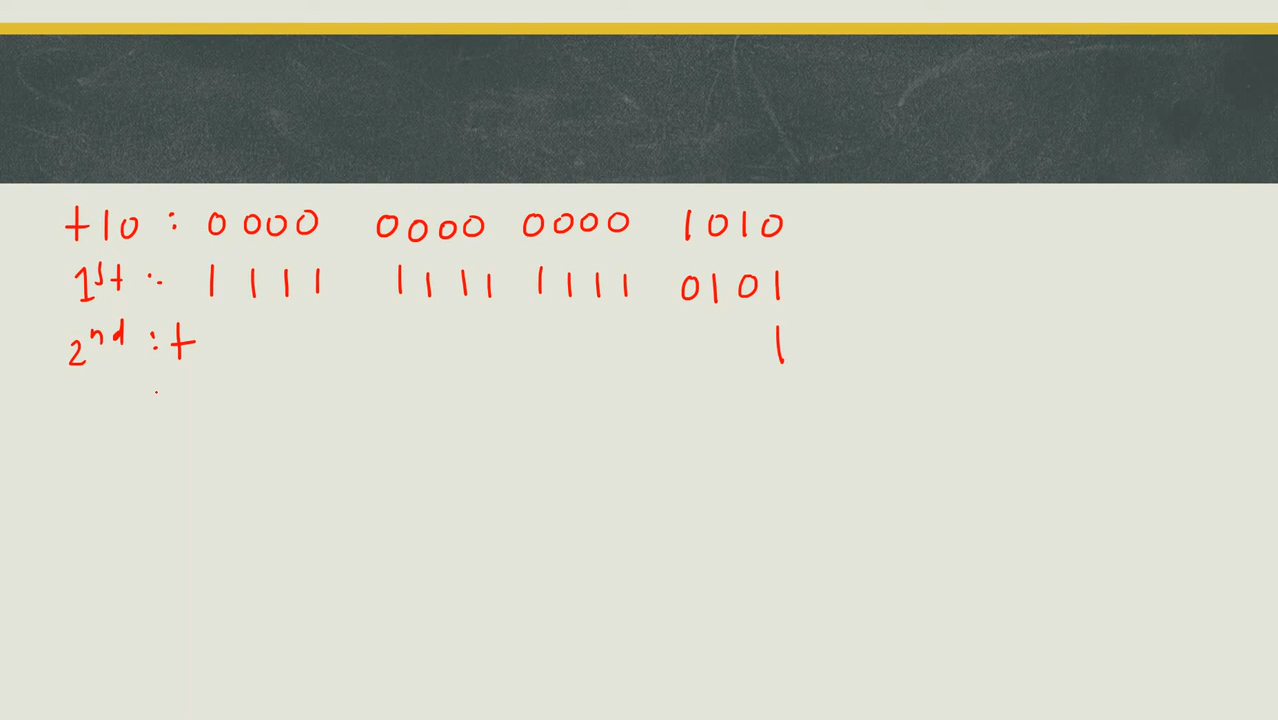 +10 : 0000 0000 0000 1010
1st : 1111 1111 1111 0101
2nd : + 1